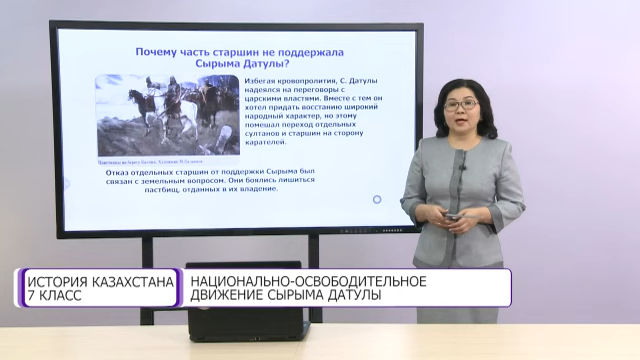 Почему часть старшин не поддержала
Сырыма Датулы?
Избегая кровопролития, С. Датулы
надеялся на переговоры с
царскими властями. Вместе с тем он
хотел придать восстанию широкий
народный характер, но этому
помешал переход отдельных
султанов и старшин на сторону
карателей.
Отказ отдельных старшин от поддержки Сырыма был
связан с земельным вопросом. Они боялись лишиться
пастбищ, отданных в их владение.
ИСТОРИЯ КАЗАХСТАНА
7 КЛАСС
НАЦИОНАЛЬНО-ОСВОБОДИТЕЛЬНОЕ
ДВИЖЕНИЕ СЫРЫМА ДАТУЛЫ